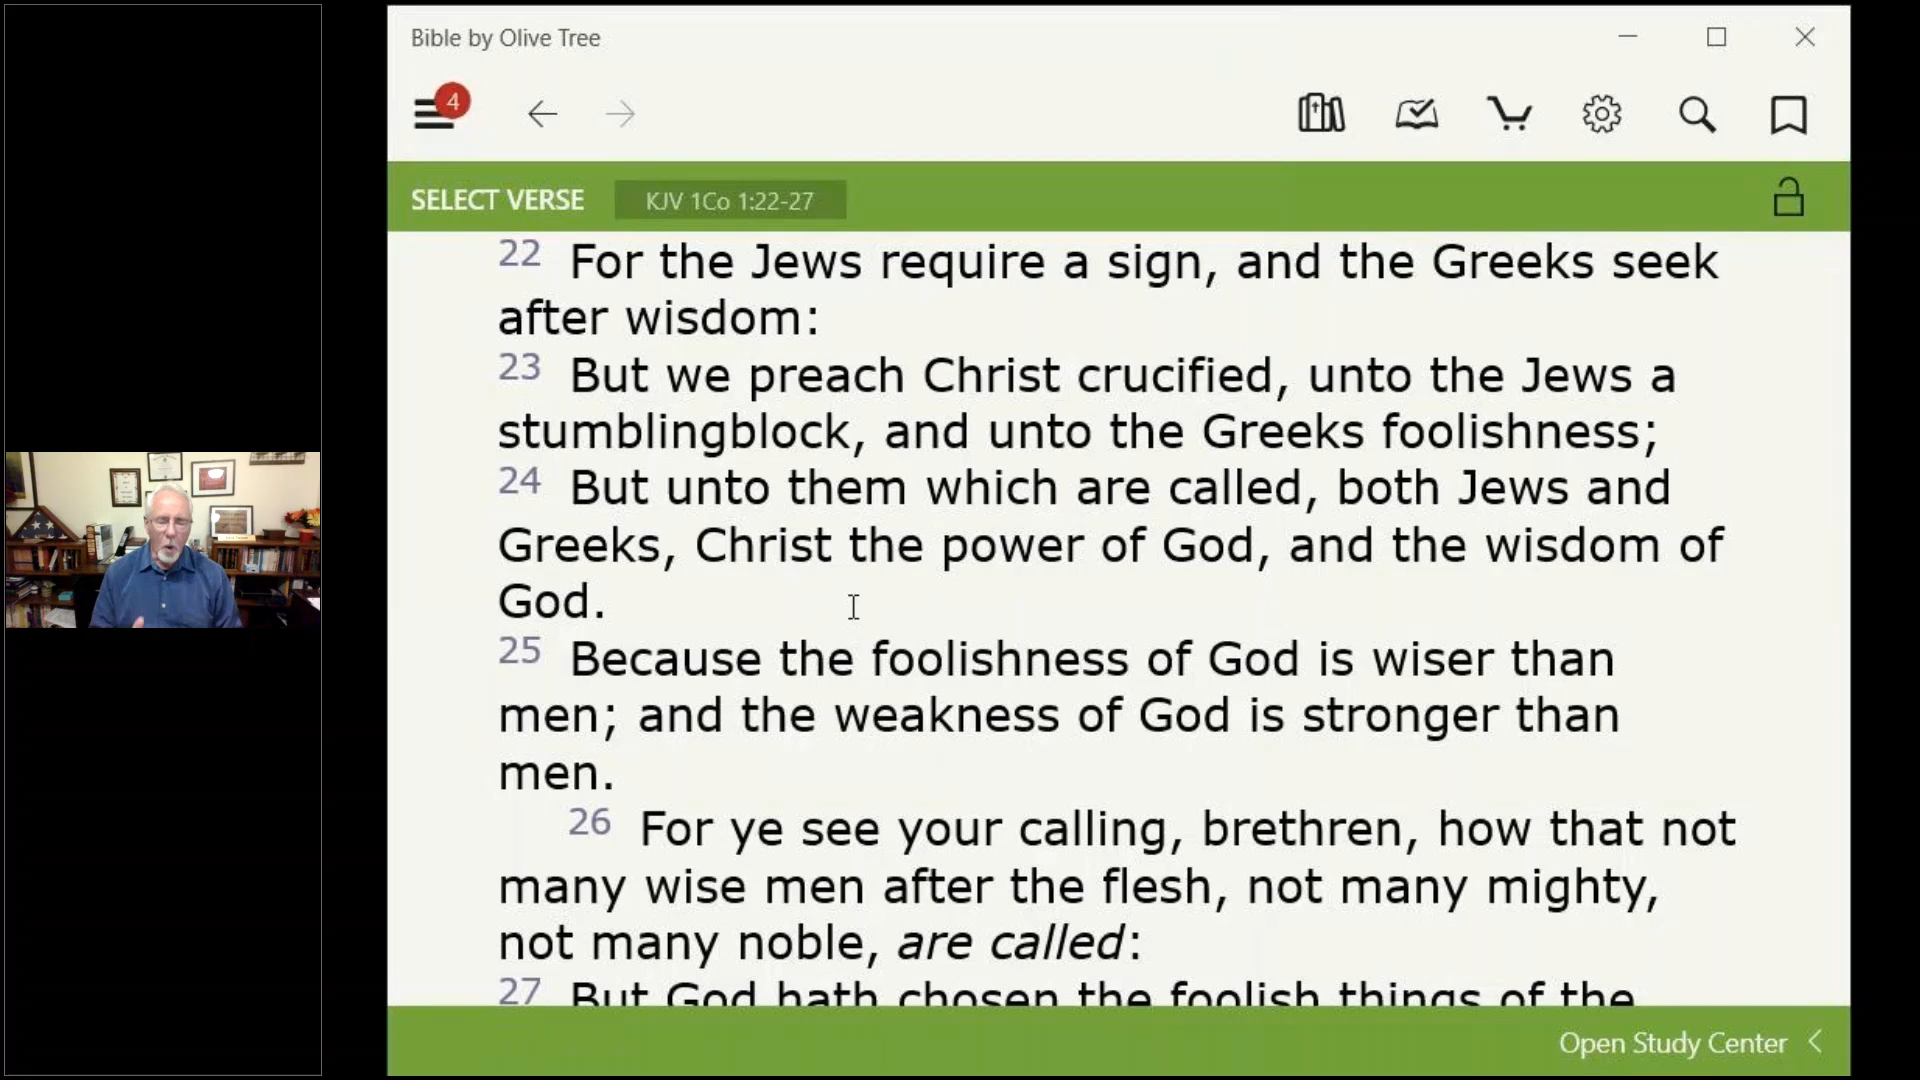 Bible by Olive Tree
4
SELECT VERSE KJV 1Co 1:22-27
22 For the Jews require a sign, and the Greeks seek
after wisdom:
23 But we preach Christ crucified, unto the Jews a
stumblingblock, and unto the Greeks foolishness;
24 But unto them which are called, both Jews and
Greeks, Christ the power of God, and the wisdom of
God.
25 Because the foolishness of God is wiser than
men; and the weakness of God is stronger than
men.
26 For ye see your calling, brethren, how that not
many wise men after the flesh, not many mighty,
not many noble, are called:
27 But God hath chosen the foolish things of the
Open Study Center